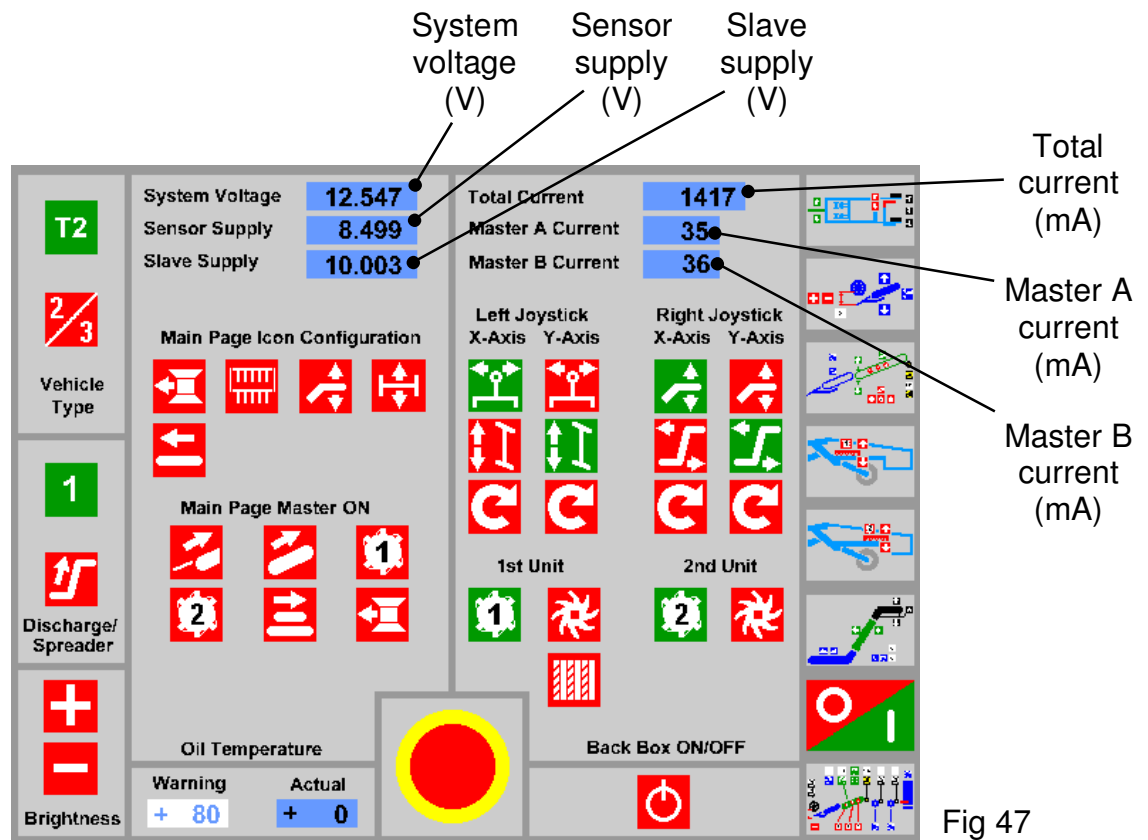 System
voltage
(V)
Sensor
supply
(V)
Slave
supply
(V)
Total
current
(mA)
Master A
current
(mA)
Master B
current
(mA)
T2
2/3
Vehicle
Type
1
Discharge/
Spreader
Brightness
System Voltage 12.547
Sensor Supply 8.499
Slave Supply 10.003
Main Page Icon Configuration
Main Page Master ON
1
2
Oil Temperature
Warning Actual
+ 80 + 0
Total Current 1417
Master A Current 35
Master B Current 36
Left Joystick Right Joystick
X-Axis Y-Axis X-Axis Y-Axis
1st Unit 2nd Unit
1 2
Back Box ON/OFF
Fig 47